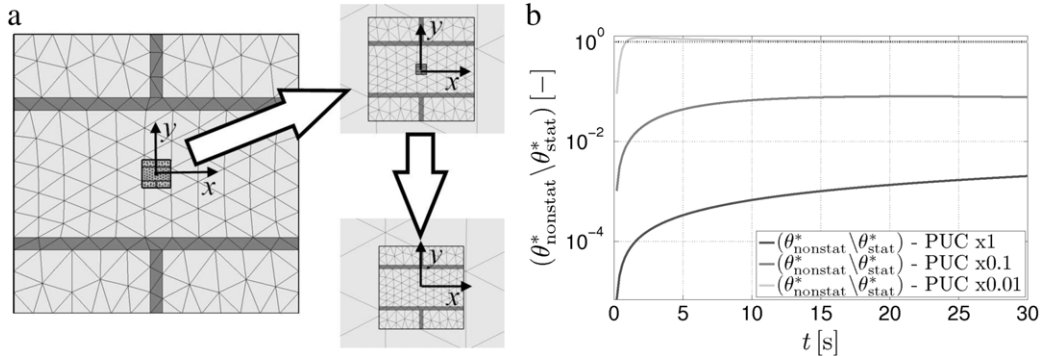 a
y
x
y
x
y
x
b
(θ*nonstat \θ*stat) [−]
10^0
10^−2
10^−4
0
5
10
15
20
25
30
t [s]
(θ*nonstat \θ*stat) - PUC x1
(θ*nonstat \θ*stat) - PUC x0.1
(θ*nonstat \θ*stat) - PUC x0.01